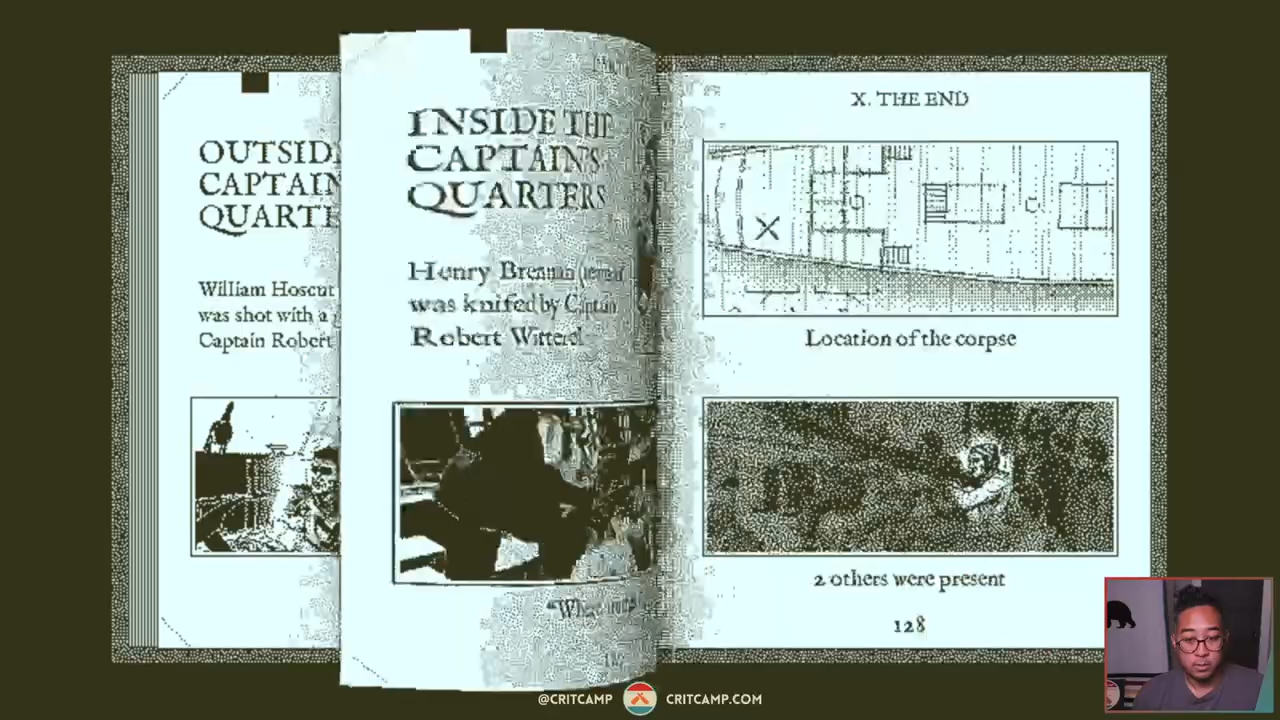 OUTSID
CAPTAIN
QUARTE
William Hoscut
was shot with a
Captain Robert
INSIDE THE
CAPTAIN'S
QUARTERS
Henry Brennan
was knifed by Captain
Robert Witterel
X. THE END
Location of the corpse
2 others were present
128
@CRITCAMP
CRITCAMP.COM